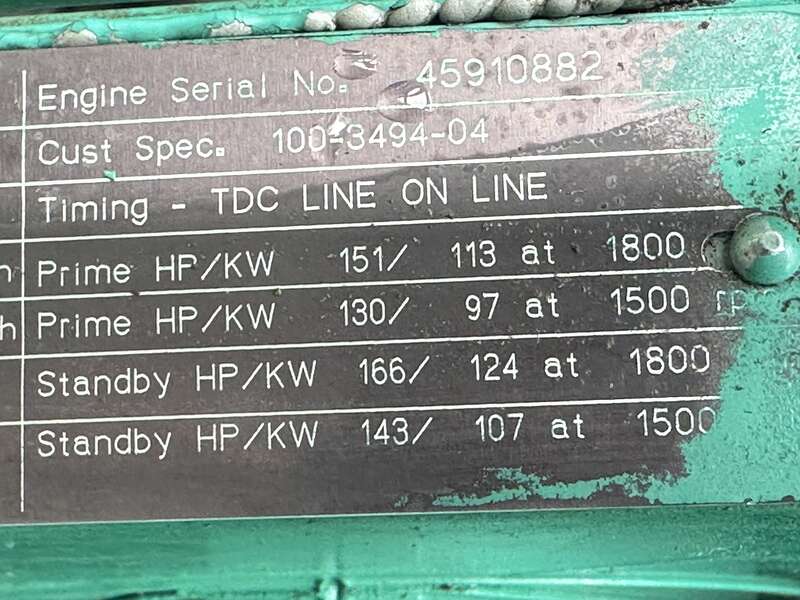 Engine Serial No. 45910882
Cust Spec. 100-3494-04
Timing - TDC LINE ON LINE
Prime HP/KW 151/ 113 at 1800
Prime HP/KW 130/ 97 at 1500
Standby HP/KW 166/ 124 at 1800
Standby HP/KW 143/ 107 at 1500